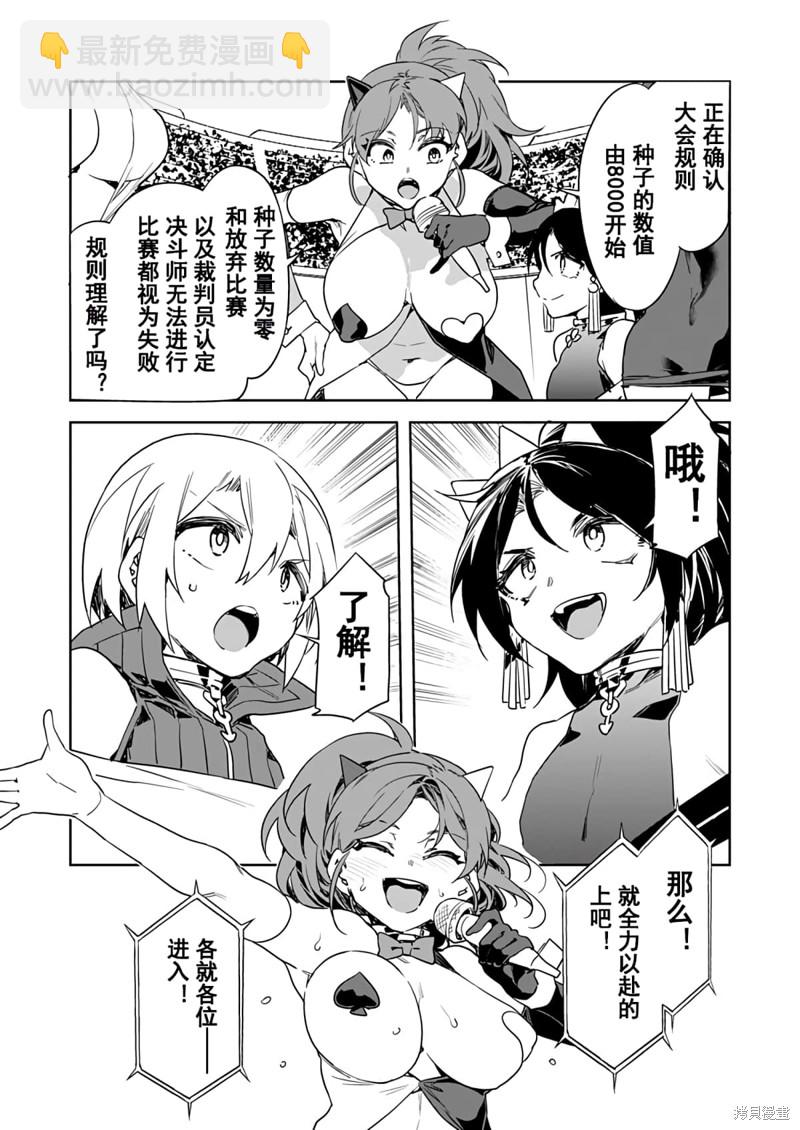 最新免费漫画
www.baozimh.com
正在确认
大会规则
种子的数值
由8000开始
种子数量为零
和放弃比赛
以及裁判员认定
决斗师无法进行
比赛都视为失败
规则理解了吗？
哦！
了解！
那么！
就全力以赴的
上吧！
各就各位——
进入！
拷貝漫畫